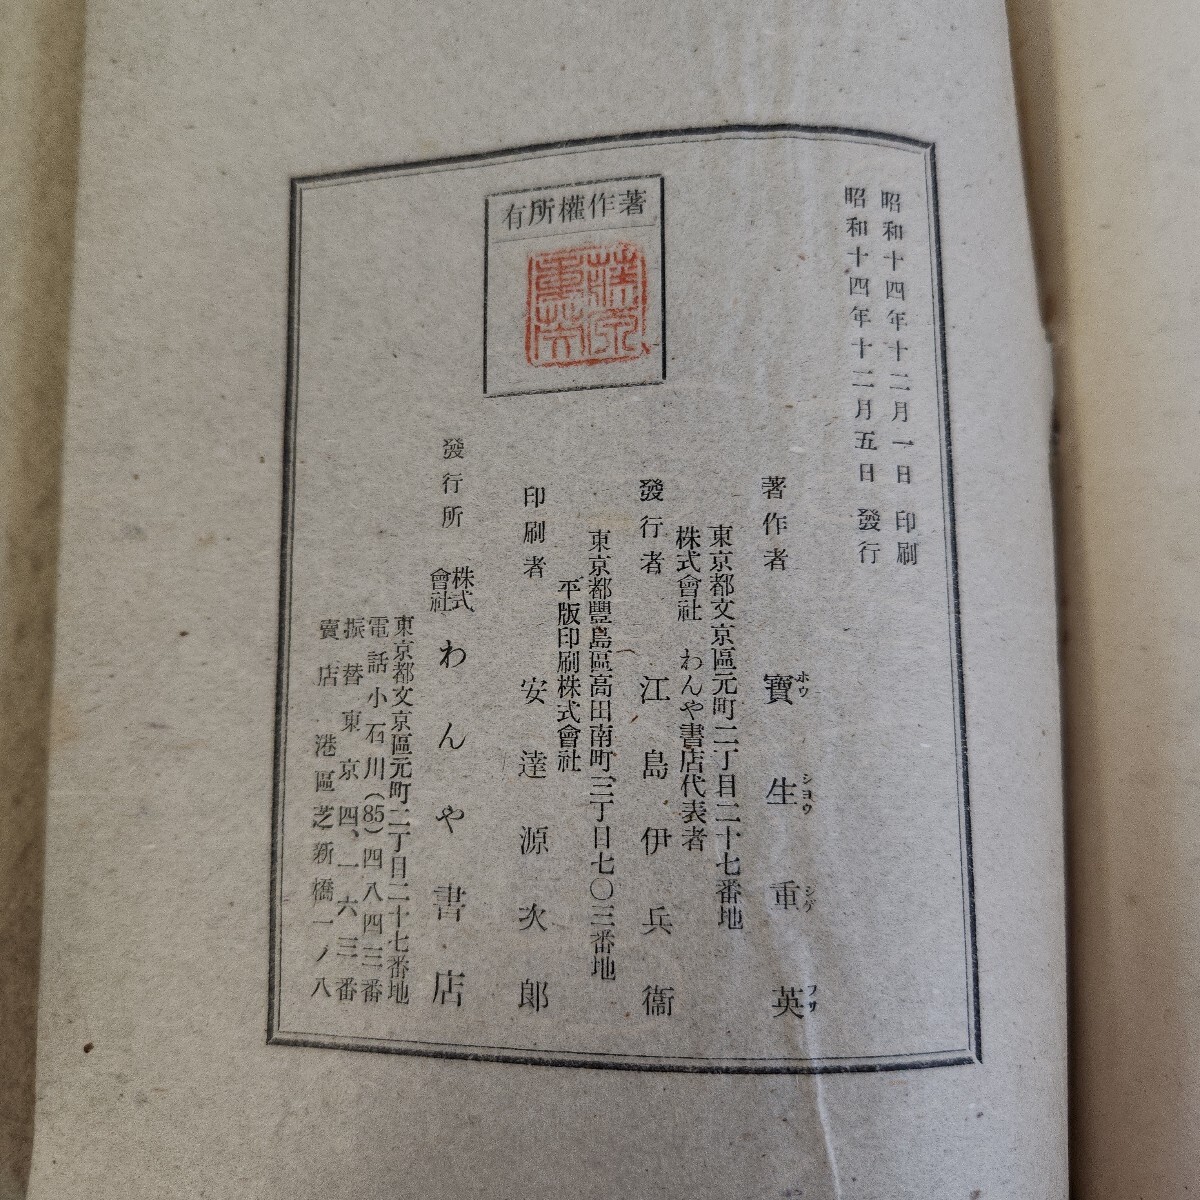 昭和十四年十二月一日 印刷
昭和十四年十二月五日 發行
著作權所有
著作者 寶生重英
ホウ シヨウ シゲ フサ
東京都文京區元町二丁目二十七番地
株式會社 わんや書店代表者
發行者 江島伊兵衞
東京都豐島區高田南町三丁目七〇三番地
平版印刷株式會社
印刷者 安達源次郎
發行所 株式會社 わんや書店
東京都文京區元町二丁目二十七番地
電話小石川(85)四八四三番
振替東京四、一六三番
賣店 港區芝新橋一ノ八